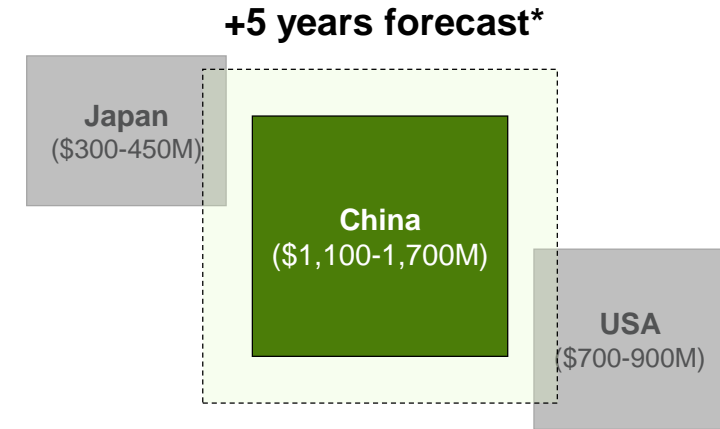 +5 years forecast*
Japan
($300-450M)
China
($1,100-1,700M)
USA
($700-900M)